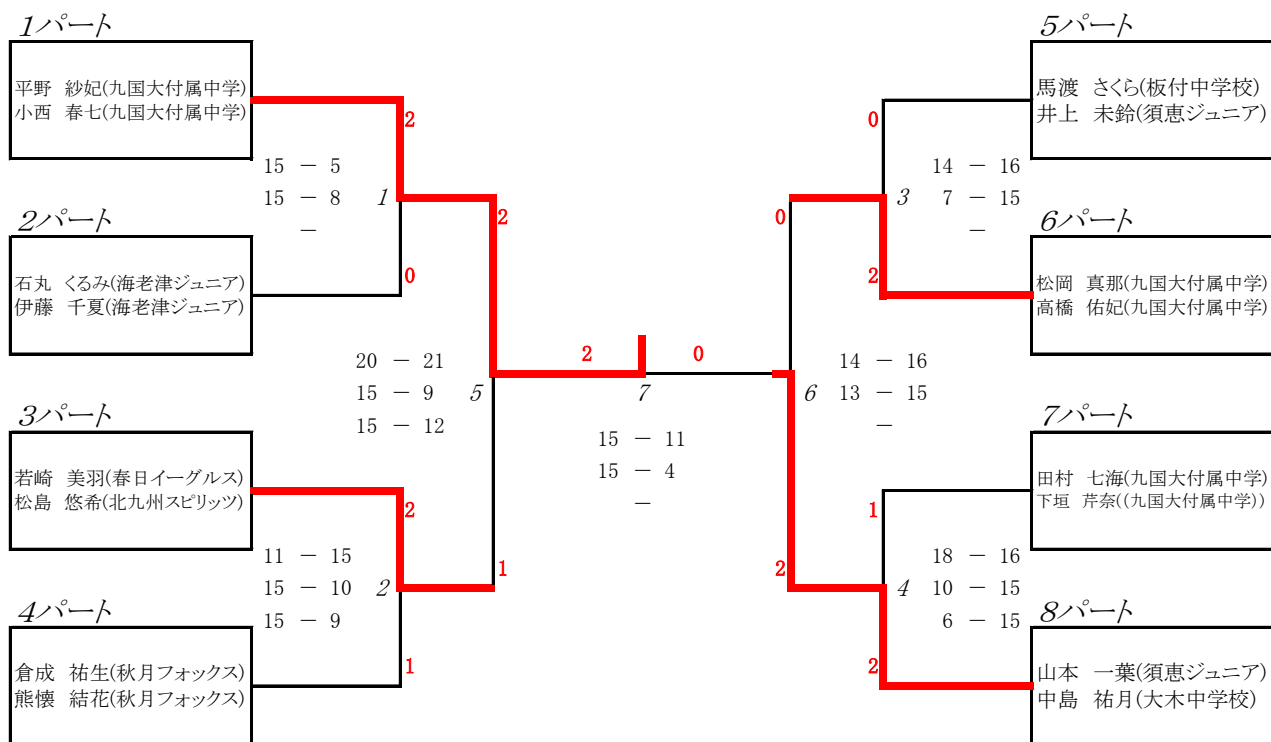 1パート
平野　紗妃(九国大付属中学)
小西　春七(九国大付属中学)
2
15 － 5
15 － 8
－
1
2パート
石丸　くるみ(海老津ジュニア)
伊藤　千夏(海老津ジュニア)
0
2
20 － 21
15 － 9
15 － 12
5
3パート
若崎　美羽(春日イーグルス)
松島　悠希(北九州スピリッツ)
2
11 － 15
15 － 10
15 － 9
2
1
4パート
倉成　祐生(秋月フォックス)
熊懐　結花(秋月フォックス)
1
2
0
7
15 － 11
15 － 4
－
5パート
馬渡　さくら(板付中学校)
井上　未鈴(須恵ジュニア)
0
14 － 16
7 － 15
－
3
0
6パート
松岡　真那(九国大付属中学)
高橋　佑妃(九国大付属中学)
2
14 － 16
13 － 15
－
6
7パート
田村　七海(九国大付属中学)
下垣　芹奈((九国大付属中学))
1
18 － 16
10 － 15
6 － 15
4
2
8パート
山本　一葉(須恵ジュニア)
中島　祐月(大木中学校)
2